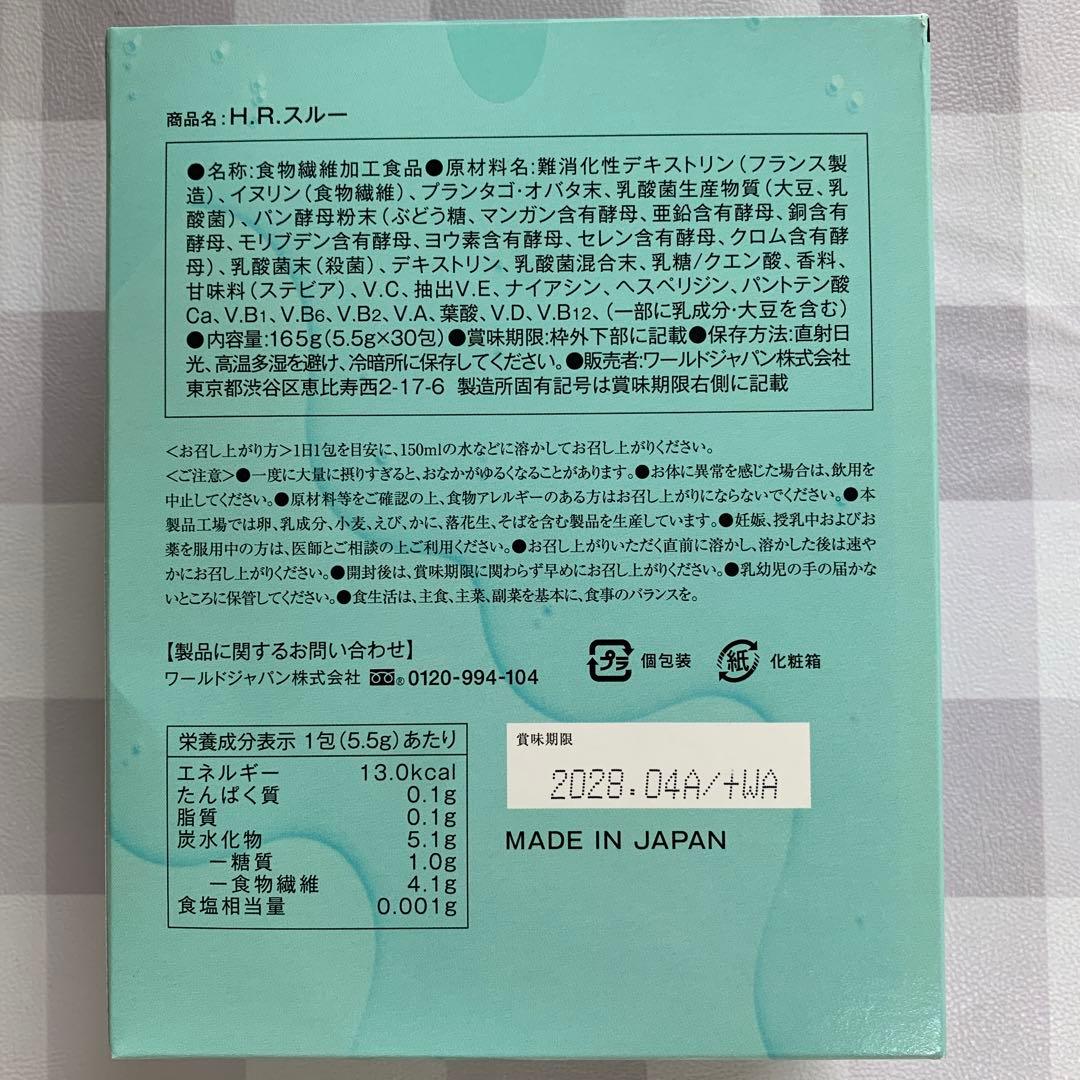 商品名:H.R.スルー
●名称:食物繊維加工食品●原材料名:難消化性デキストリン(フランス製
造)、イヌリン(食物繊維)、プランタゴ・オバタ末、乳酸菌生産物質(大豆、乳
酸菌)、パン酵母粉末(ぶどう糖、マンガン含有酵母、亜鉛含有酵母、銅含有
酵母、モリブデン含有酵母、ヨウ素含有酵母、セレン含有酵母、クロム含有酵
母)、乳酸菌末(殺菌)、デキストリン、乳酸菌混合末、乳糖/クエン酸、香料、
甘味料(ステビア)、V.C、抽出V.E、ナイアシン、ヘスペリジン、パントテン酸
Ca、V.B1、V.B6、V.B2、V.A、葉酸、V.D、V.B12、(一部に乳成分・大豆を含む)
●内容量:165g(5.5g×30包)●賞味期限:枠外下部に記載●保存方法:直射日
光、高温多湿を避け、冷暗所に保存してください。●販売者:ワールドジャパン株式会社
東京都渋谷区恵比寿西2-17-6 製造所固有記号は賞味期限右側に記載
<お召し上がり方>1日1包を目安に、150mlの水などに溶かしてお召し上がりください。
<ご注意>●一度に大量に摂りすぎると、おなかがゆるくなることがあります。●お体に異常を感じた場合は、飲用を
中止してください。●原材料等をご確認の上、食物アレルギーのある方はお召し上がりにならないでください。●本
製品工場では卵、乳成分、小麦、えび、かに、落花生、そばを含む製品を生産しています。●妊娠、授乳中およびお
薬を服用中の方は、医師とご相談の上ご利用ください。●お召し上がりいただく直前に溶かし、溶かした後は速や
かにお召し上がりください。●開封後は、賞味期限に関わらず早めにお召し上がりください。●乳幼児の手の届かな
いところに保管してください。●食生活は、主食、主菜、副菜を基本に、食事のバランスを。
【製品に関するお問い合わせ】
ワールドジャパン株式会社 ® 0120-994-104
プラ 個包装 紙 化粧箱
栄養成分表示 1包(5.5g)あたり
エネルギー 13.0kcal
たんぱく質 0.1g
脂質 0.1g
炭水化物 5.1g
ー糖質 1.0g
ー食物繊維 4.1g
食塩相当量 0.001g
賞味期限
2028.04A/+WA
MADE IN JAPAN